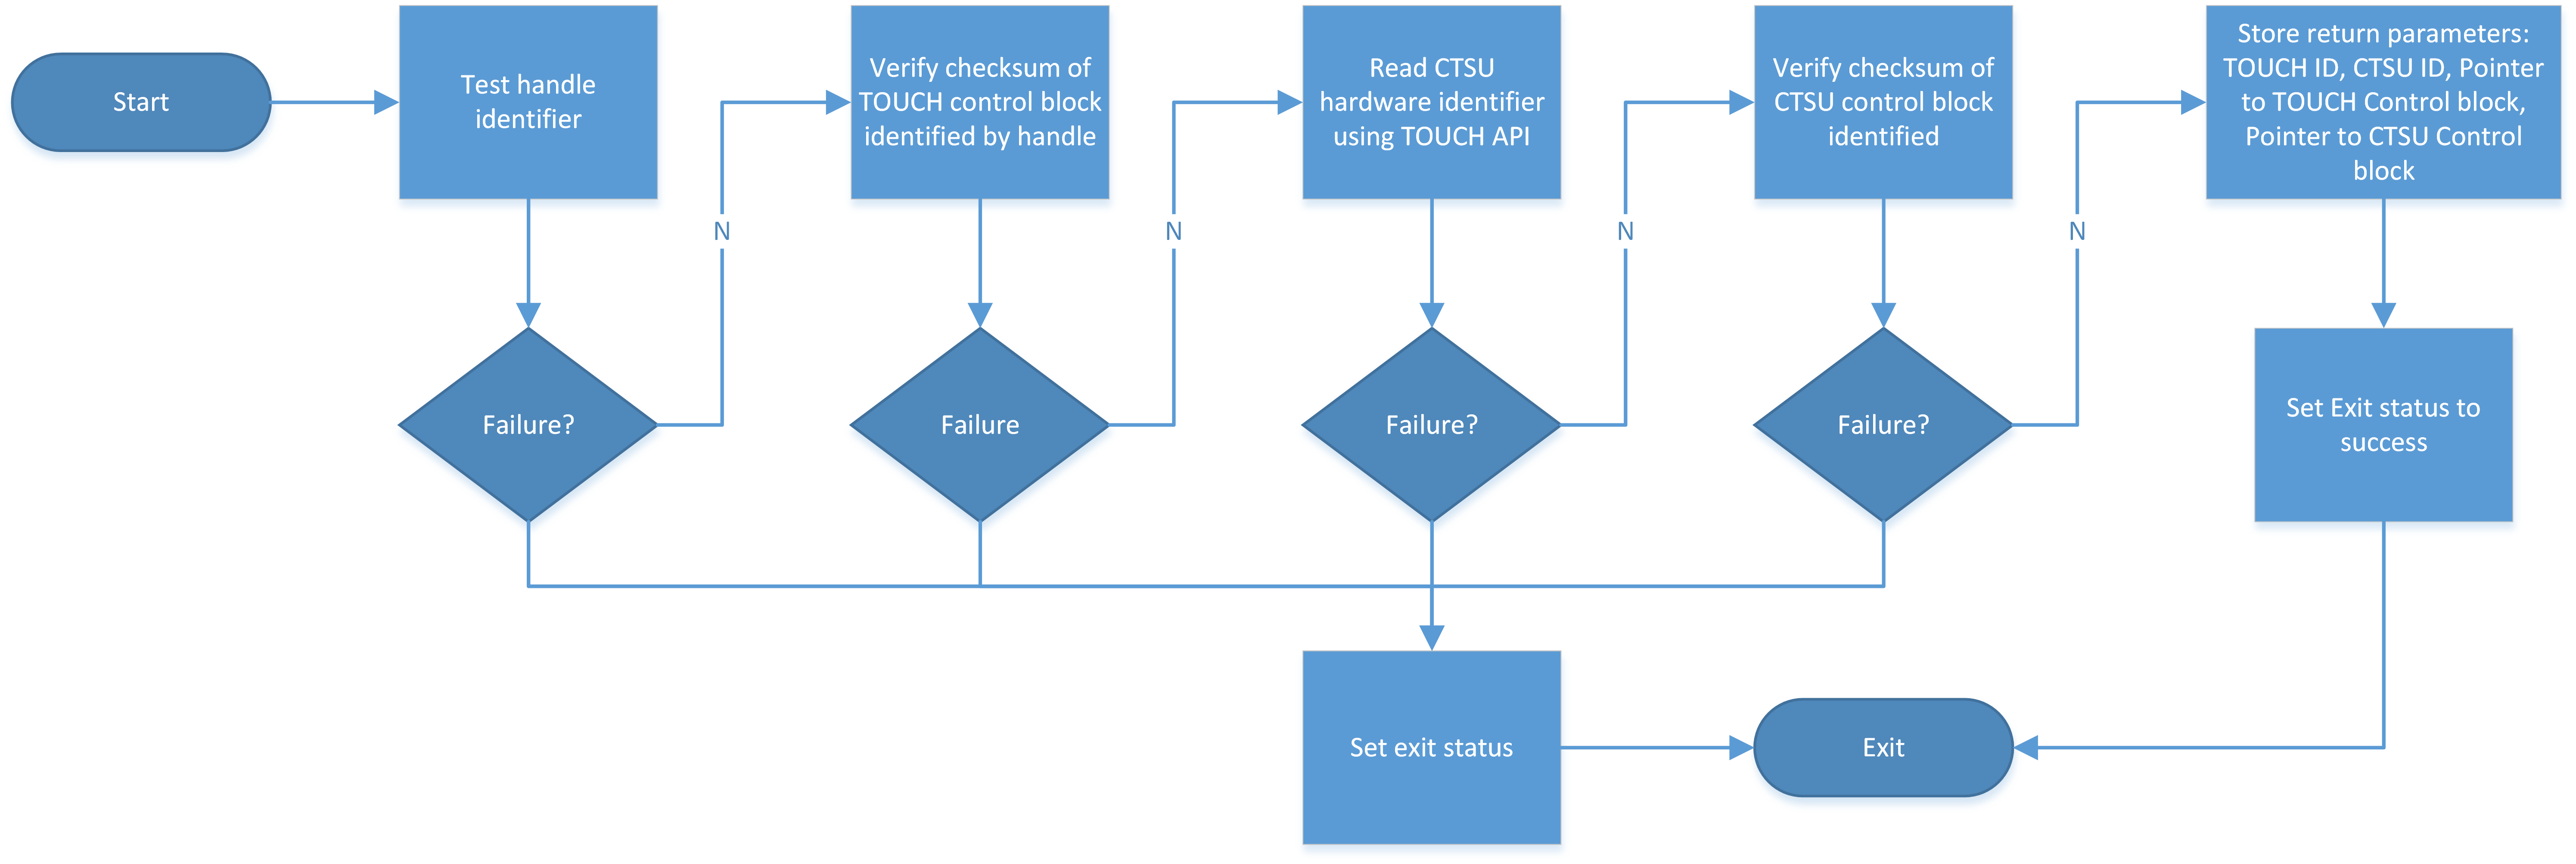 Start
Test handle
identifier
Verify checksum of
TOUCH control block
identified by handle
Read CTSU
hardware identifier
using TOUCH API
Verify checksum of
CTSU control block
identified
Store return parameters:
TOUCH ID, CTSU ID, Pointer
to TOUCH Control block,
Pointer to CTSU Control
block
N
N
N
N
Failure?
Failure
Failure?
Failure?
Set Exit status to
success
Set exit status
Exit